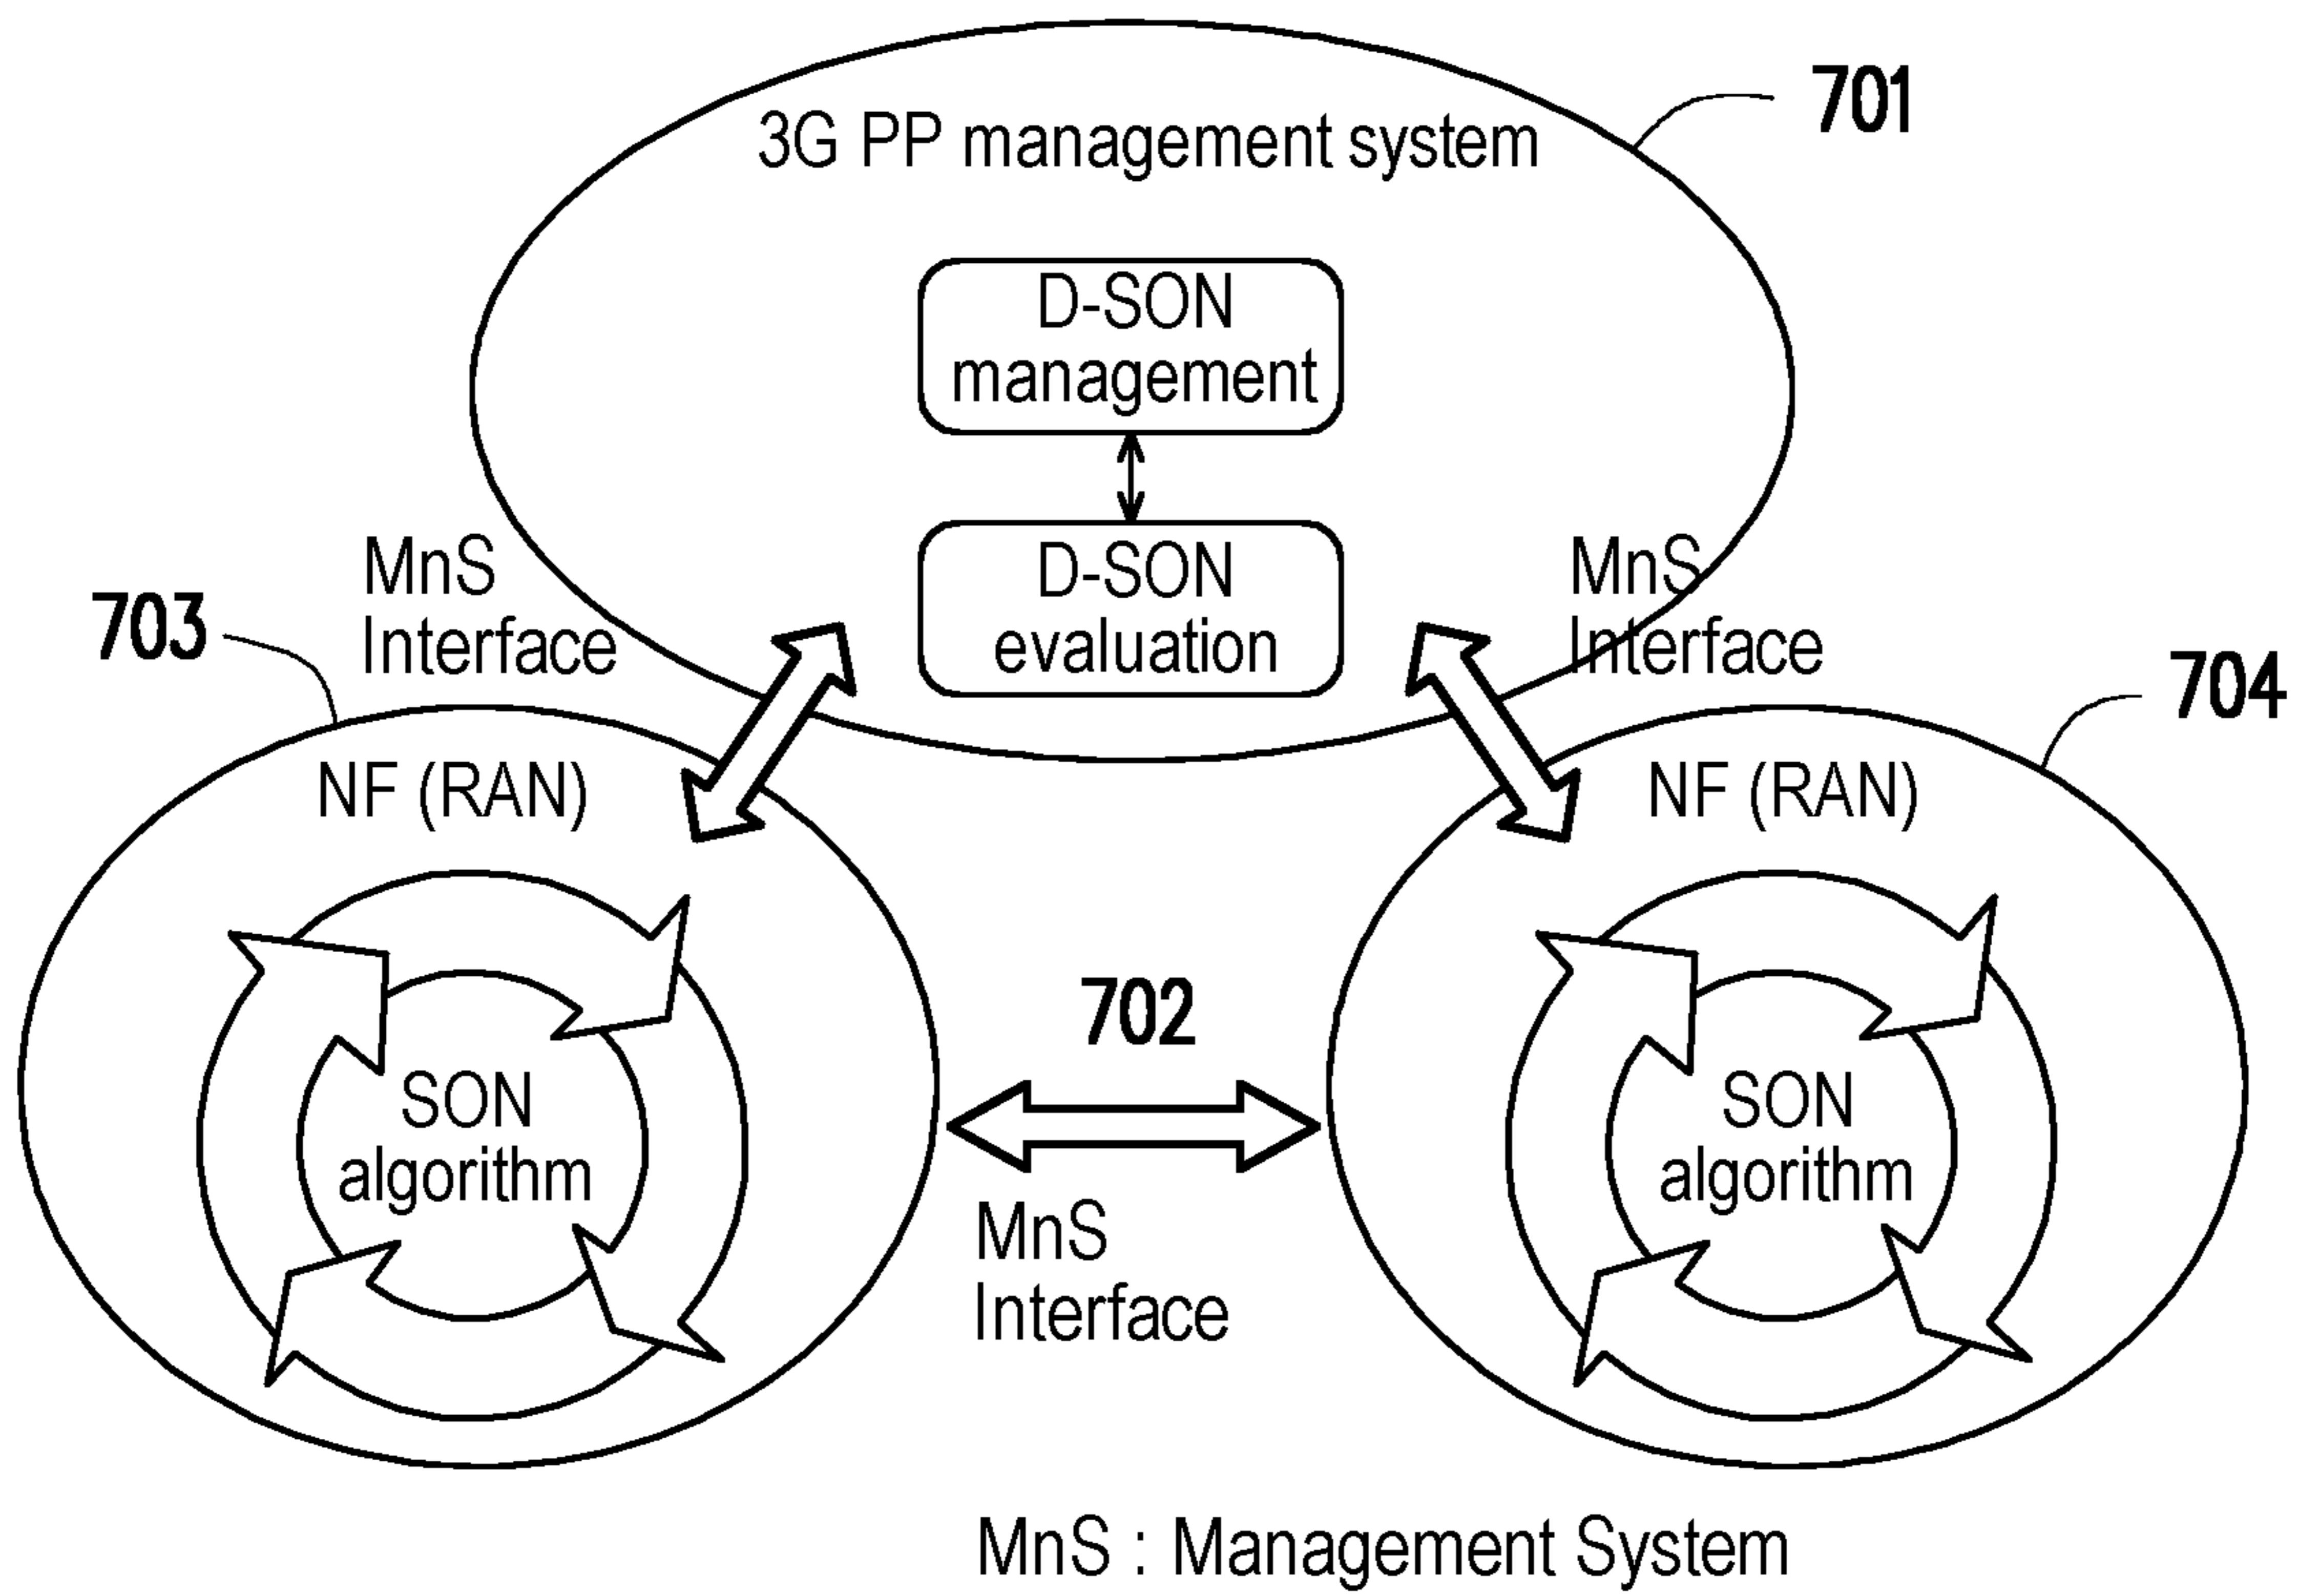 701
3G PP management system
D-SON
management
MnS
Interface
D-SON
evaluation
MnS
Interface
703
704
NF (RAN)
NF (RAN)
702
SON
algorithm
SON
algorithm
MnS
Interface
MnS : Management System